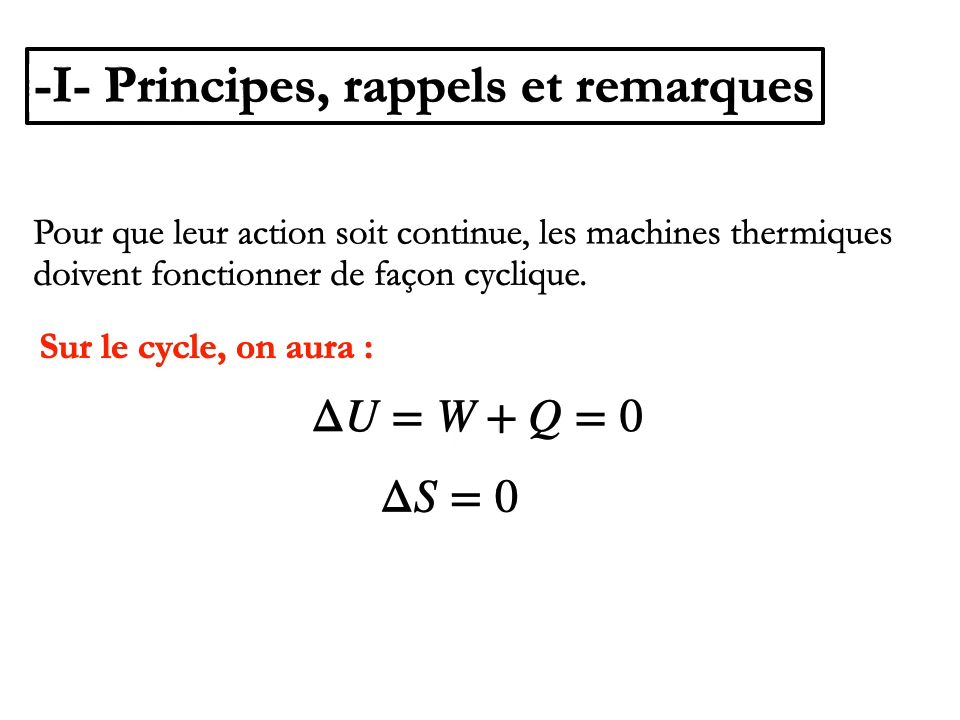 -I- Principes, rappels et remarques
Pour que leur action soit continue, les machines thermiques
doivent fonctionner de façon cyclique.
Sur le cycle, on aura :
ΔU = W + Q = 0
ΔS = 0